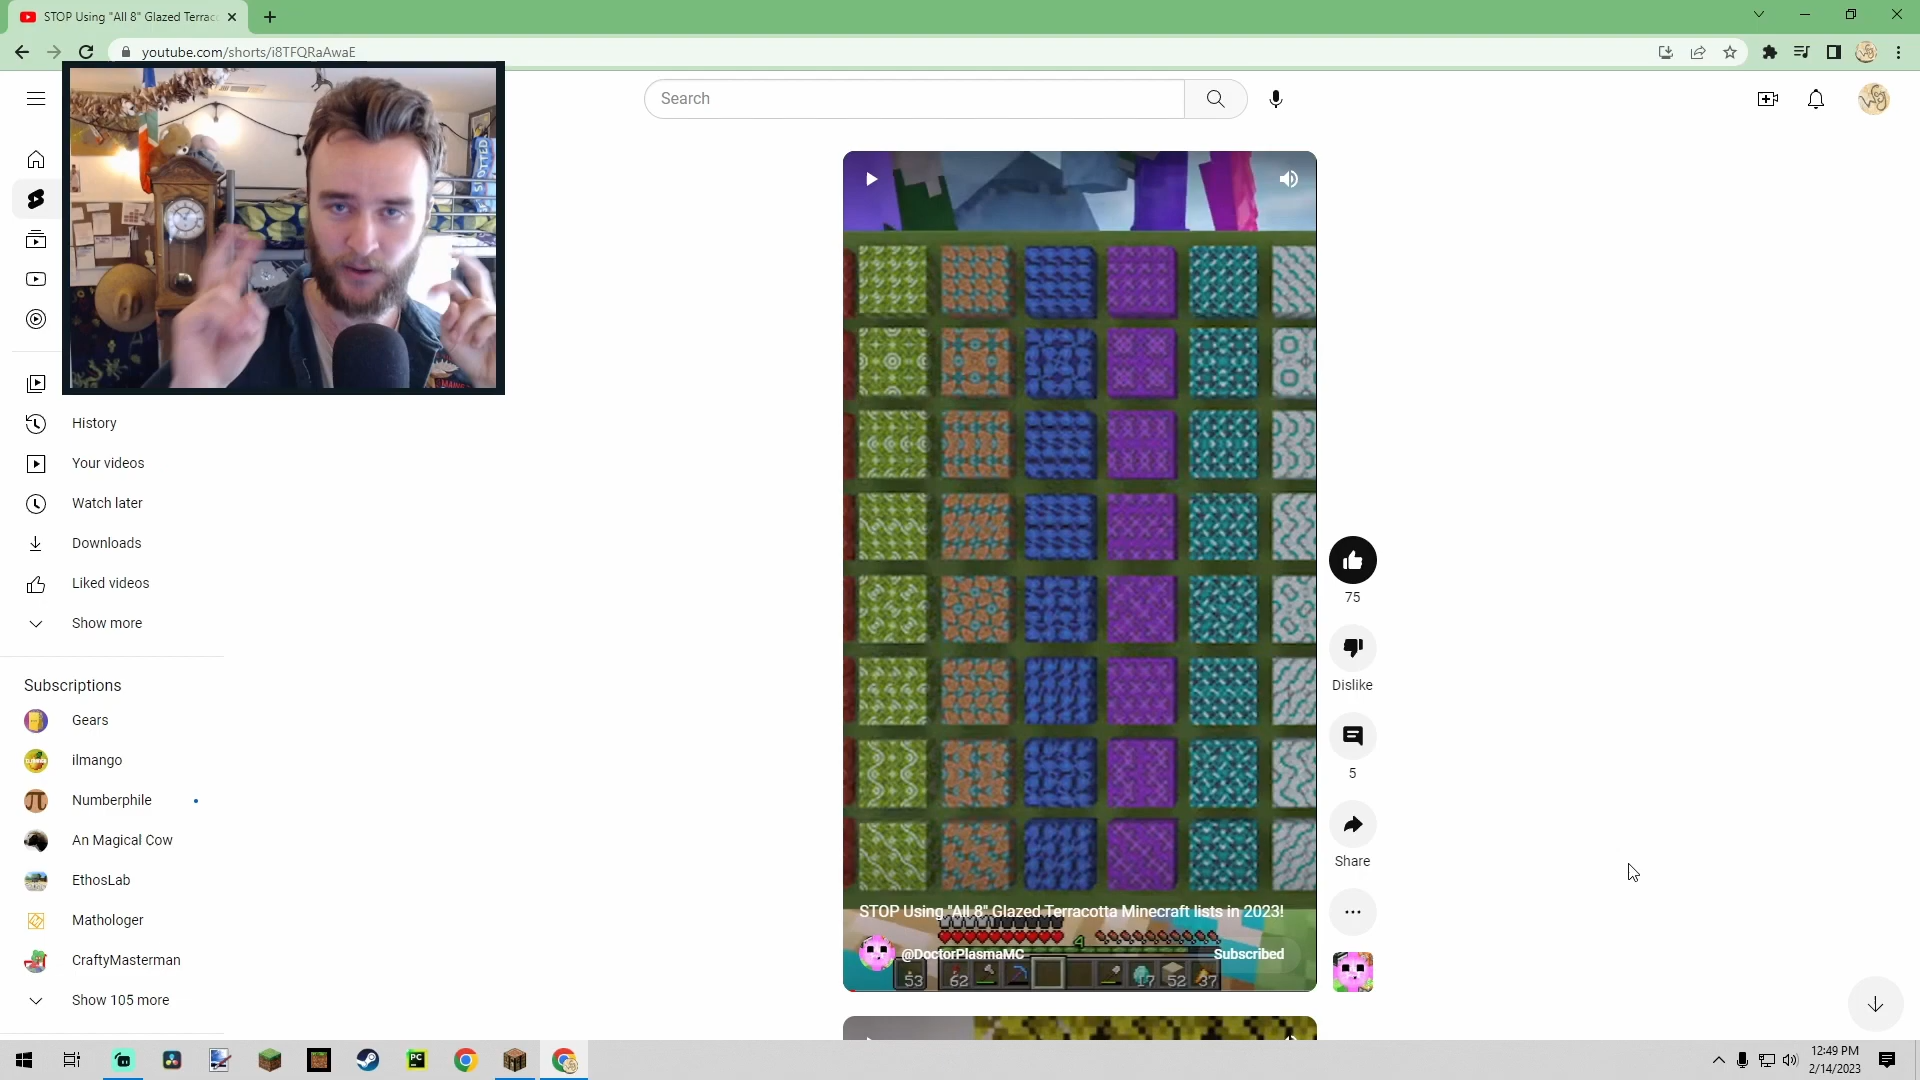 STOP Using "All 8" Glazed Terrac
youtube.com/shorts/i8TFQRaAwaE
Search
SPOTTED
History
Your videos
Watch later
Downloads
Liked videos
Show more
Subscriptions
Gears
ilmango
Numberphile
An Magical Cow
EthosLab
Mathologer
CraftyMasterman
Show 105 more
75
Dislike
5
Share
STOP Using "All 8" Glazed Terracotta Minecraft lists in 2023!
4
@DoctorPlasmaMC
Subscribed
53 62 17 52 37
PC
12:49 PM
2/14/2023